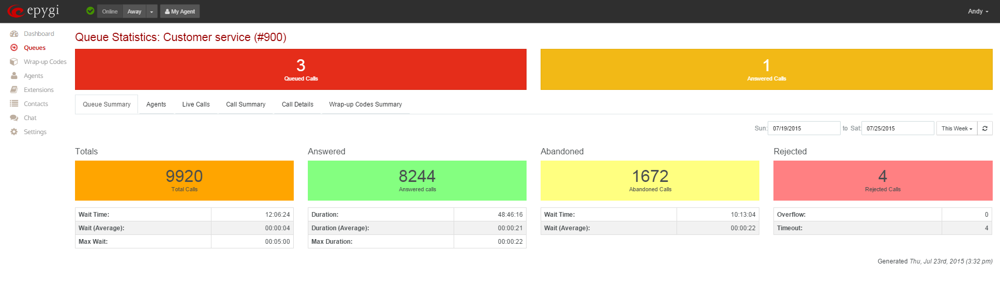 epygi Online Away My Agent Andy
Dashboard
Queues
Wrap-up Codes
Agents
Extensions
Contacts
Chat
Settings
Queue Statistics: Customer service (#900)
3
Queued Calls
1
Answered Calls
Queue Summary Agents Live Calls Call Summary Call Details Wrap-up Codes Summary
Sun: 07/19/2015 to Sat: 07/25/2015 This Week
Totals
9920
Total Calls
Wait Time: 12:06:24
Wait (Average): 00:00:04
Max Wait: 00:05:00
Answered
8244
Answered calls
Duration: 48:46:16
Duration (Average): 00:00:21
Max Duration: 00:00:22
Abandoned
1672
Abandoned Calls
Wait Time: 10:13:04
Wait (Average): 00:00:22
Rejected
4
Rejected Calls
Overflow: 0
Timeout: 4
Generated Thu, Jul 23rd, 2015 (3:32 pm)